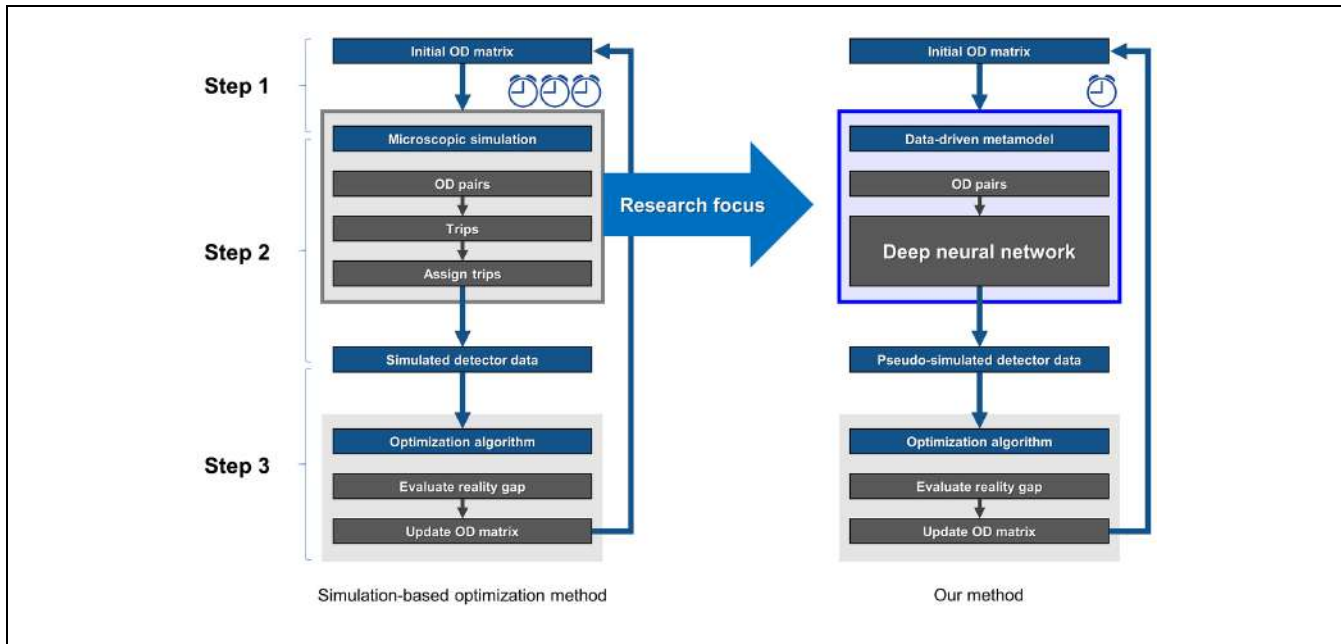 Step 1
Step 2
Step 3
Initial OD matrix
Microscopic simulation
OD pairs
Trips
Assign trips
Simulated detector data
Optimization algorithm
Evaluate reality gap
Update OD matrix
Simulation-based optimization method
Research focus
Initial OD matrix
Data-driven metamodel
OD pairs
Deep neural network
Pseudo-simulated detector data
Optimization algorithm
Evaluate reality gap
Update OD matrix
Our method